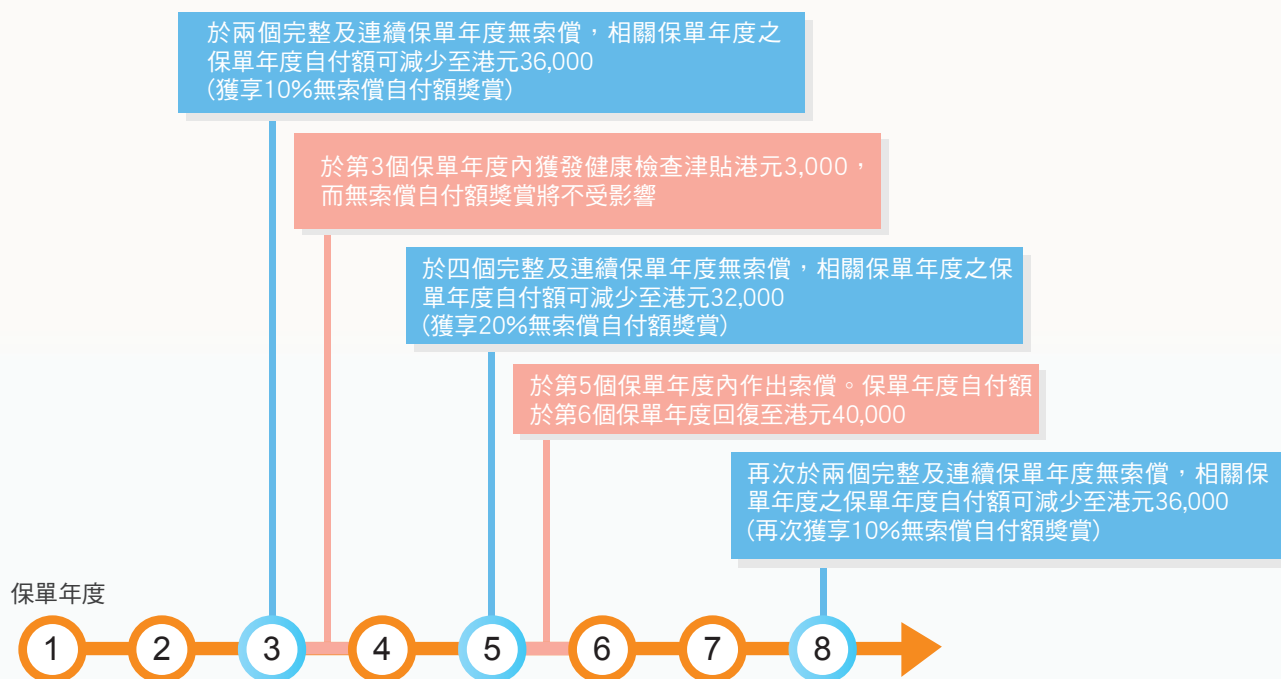 於兩個完整及連續保單年度無索償，相關保單年度之
保單年度自付額可減少至港元36,000
(獲享10%無索償自付額獎賞)
於第3個保單年度內獲發健康檢查津貼港元3,000，
而無索償自付額獎賞將不受影響
於四個完整及連續保單年度無索償，相關保單年度之保
單年度自付額可減少至港元32,000
(獲享20%無索償自付額獎賞)
於第5個保單年度內作出索償。保單年度自付額
於第6個保單年度回復至港元40,000
再次於兩個完整及連續保單年度無索償，相關保
單年度之保單年度自付額可減少至港元36,000
(再次獲享10%無索償自付額獎賞)
保單年度
1 2 3 4 5 6 7 8